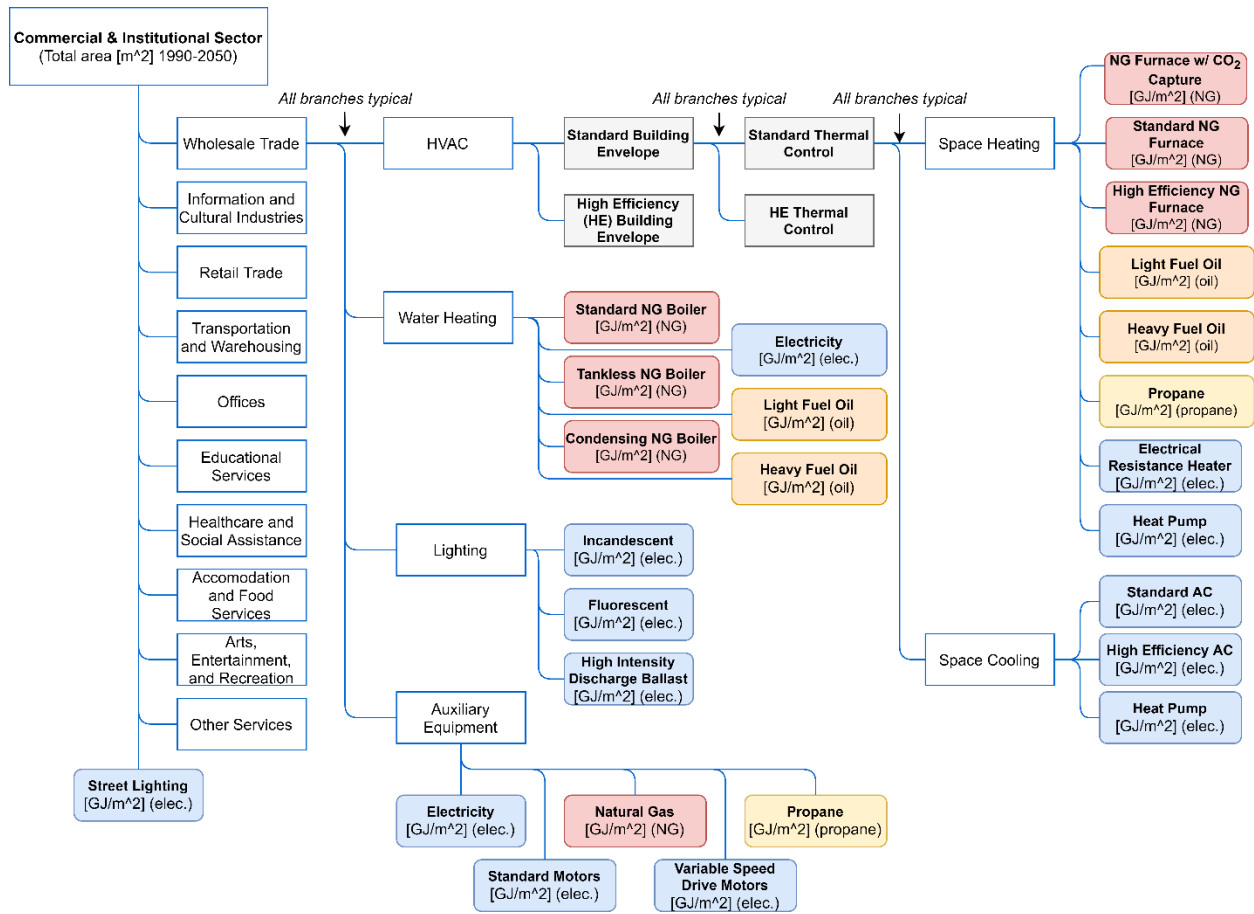 Commercial & Institutional Sector
(Total area [m^2] 1990-2050)
All branches typical
All branches typical
All branches typical
Wholesale Trade
Information and
Cultural Industries
Retail Trade
Transportation
and Warehousing
Offices
Educational
Services
Healthcare and
Social Assistance
Accomodation
and Food
Services
Arts,
Entertainment,
and Recreation
Other Services
Street Lighting
[GJ/m^2] (elec.)
HVAC
Standard Building
Envelope
High Efficiency
(HE) Building
Envelope
Standard Thermal
Control
HE Thermal
Control
Water Heating
Standard NG Boiler
[GJ/m^2] (NG)
Electricity
[GJ/m^2] (elec.)
Tankless NG Boiler
[GJ/m^2] (NG)
Light Fuel Oil
[GJ/m^2] (oil)
Condensing NG Boiler
[GJ/m^2] (NG)
Heavy Fuel Oil
[GJ/m^2] (oil)
Lighting
Incandescent
[GJ/m^2] (elec.)
Fluorescent
[GJ/m^2] (elec.)
High Intensity
Discharge Ballast
[GJ/m^2] (elec.)
Auxiliary
Equipment
Electricity
[GJ/m^2] (elec.)
Standard Motors
[GJ/m^2] (elec.)
Natural Gas
[GJ/m^2] (NG)
Variable Speed
Drive Motors
[GJ/m^2] (elec.)
Propane
[GJ/m^2] (propane)
Space Heating
NG Furnace w/ CO₂
Capture
[GJ/m^2] (NG)
Standard NG
Furnace
[GJ/m^2] (NG)
High Efficiency NG
Furnace
[GJ/m^2] (NG)
Light Fuel Oil
[GJ/m^2] (oil)
Heavy Fuel Oil
[GJ/m^2] (oil)
Propane
[GJ/m^2] (propane)
Electrical
Resistance Heater
[GJ/m^2] (elec.)
Heat Pump
[GJ/m^2] (elec.)
Space Cooling
Standard AC
[GJ/m^2] (elec.)
High Efficiency AC
[GJ/m^2] (elec.)
Heat Pump
[GJ/m^2] (elec.)